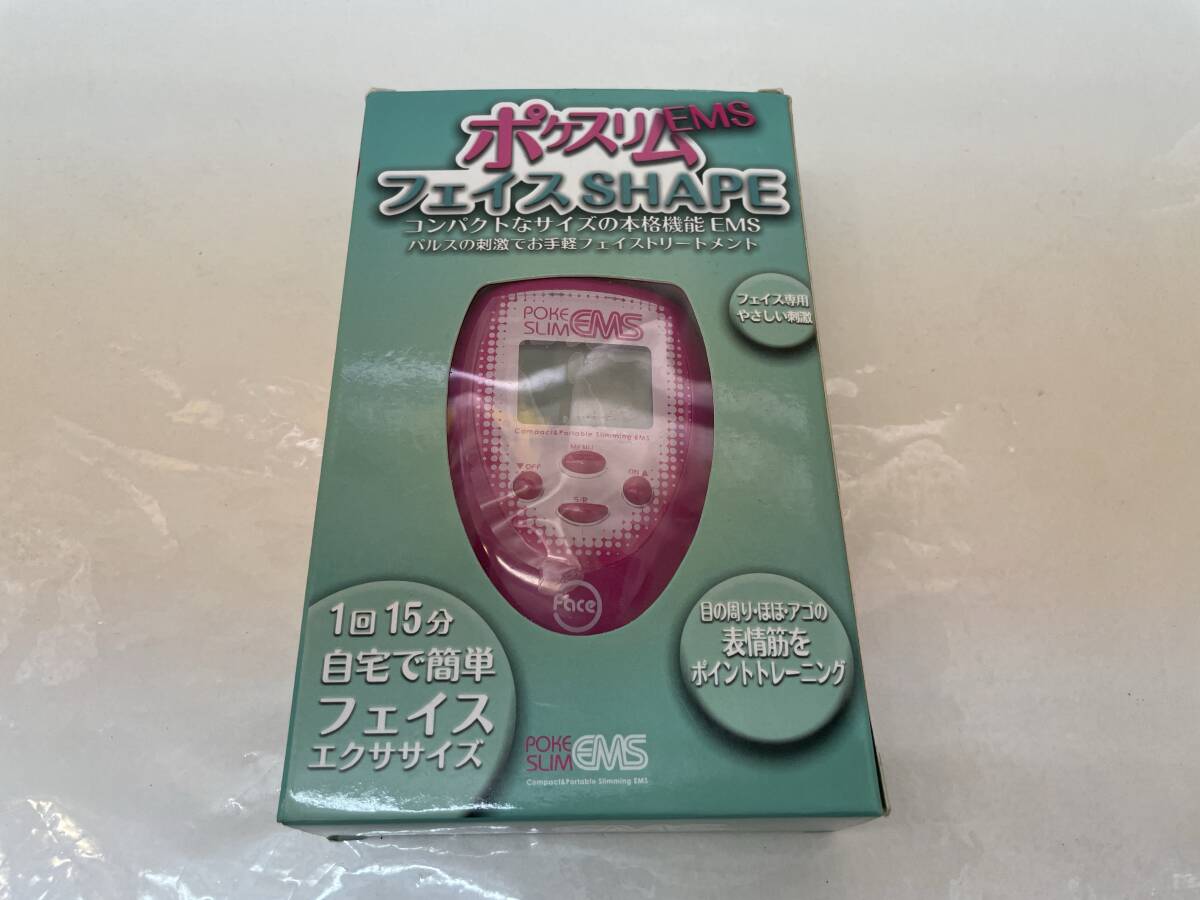 ポケスリムEMS
フェイスSHAPE
コンパクトなサイズの本格機能EMS
パルスの刺激でお手軽フェイストリートメント
フェイス専用
やさしい刺激
POKE
SLIM EMS
Compact&Portable Slimming EMS
MENU
▼OFF
ON▲
S/P
Face
1回15分
自宅で簡単
フェイス
エクササイズ
目の周り・ほほ・アゴの
表情筋を
ポイントトレーニング
POKE
SLIM EMS
Compact&Portable Slimming EMS